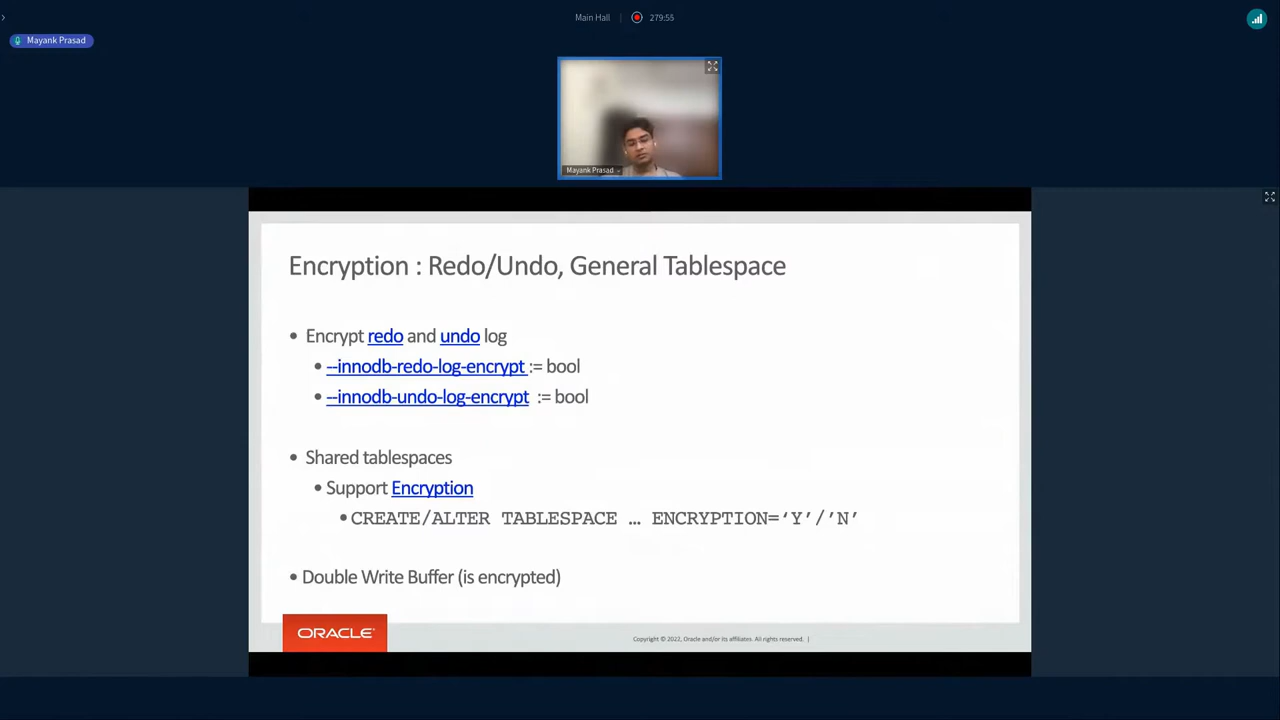 Main Hall | 279:55
Mayank Prasad
Mayank Prasad
Encryption : Redo/Undo, General Tablespace
• Encrypt redo and undo log
• --innodb-redo-log-encrypt := bool
• --innodb-undo-log-encrypt := bool
• Shared tablespaces
• Support Encryption
• CREATE/ALTER TABLESPACE … ENCRYPTION=‘Y’/’N’
• Double Write Buffer (is encrypted)
ORACLE®
Copyright © 2022, Oracle and/or its affiliates. All rights reserved. |